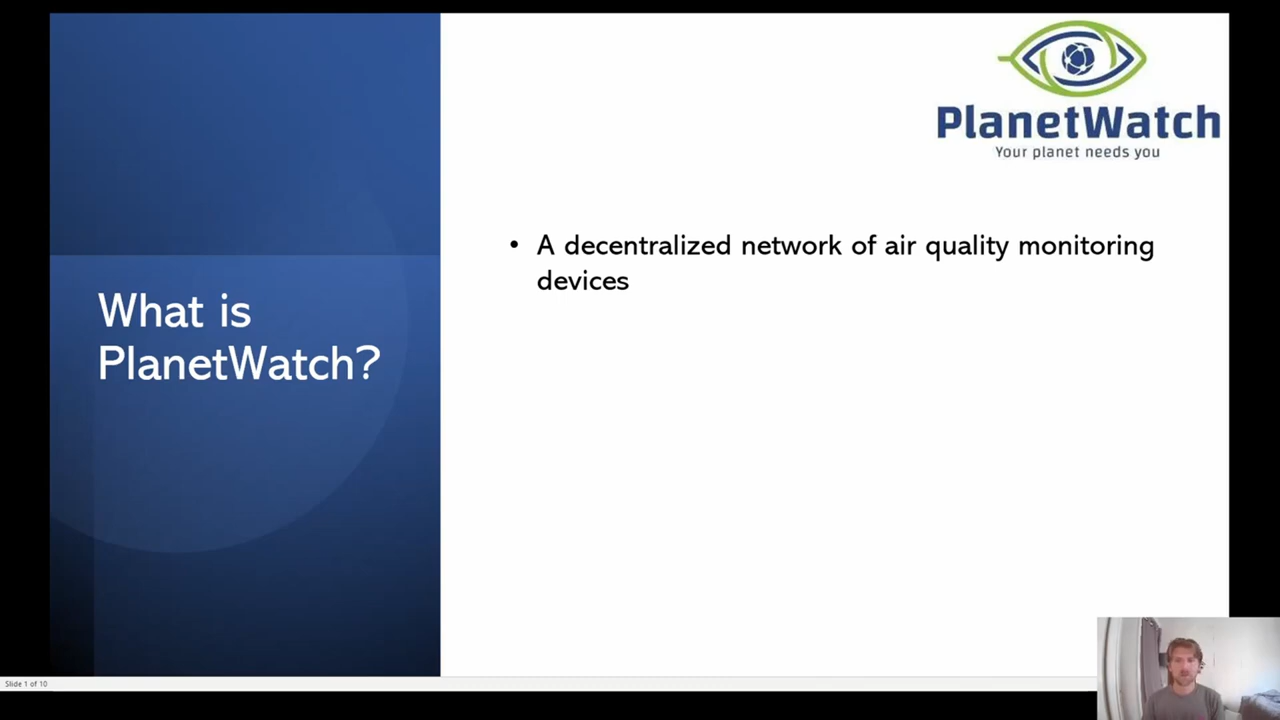 PlanetWatch
Your planet needs you
What is
PlanetWatch?
• A decentralized network of air quality monitoring
devices
Slide 1 of 10